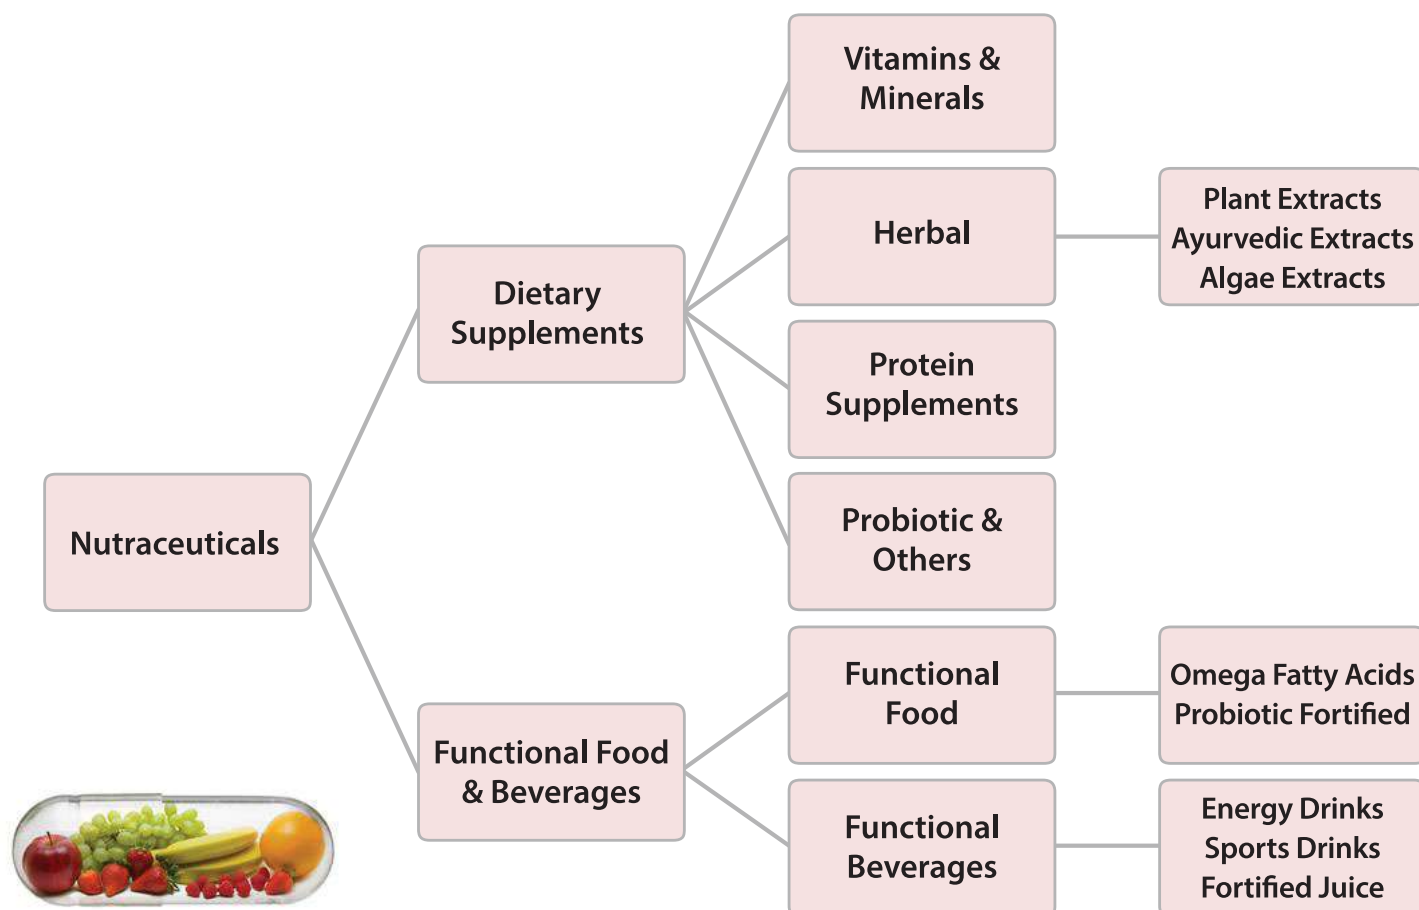 Vitamins &
Minerals
Herbal
Plant Extracts
Ayurvedic Extracts
Algae Extracts
Dietary
Supplements
Protein
Supplements
Nutraceuticals
Probiotic &
Others
Functional
Food
Omega Fatty Acids
Probiotic Fortified
Functional Food
& Beverages
Functional
Beverages
Energy Drinks
Sports Drinks
Fortified Juice